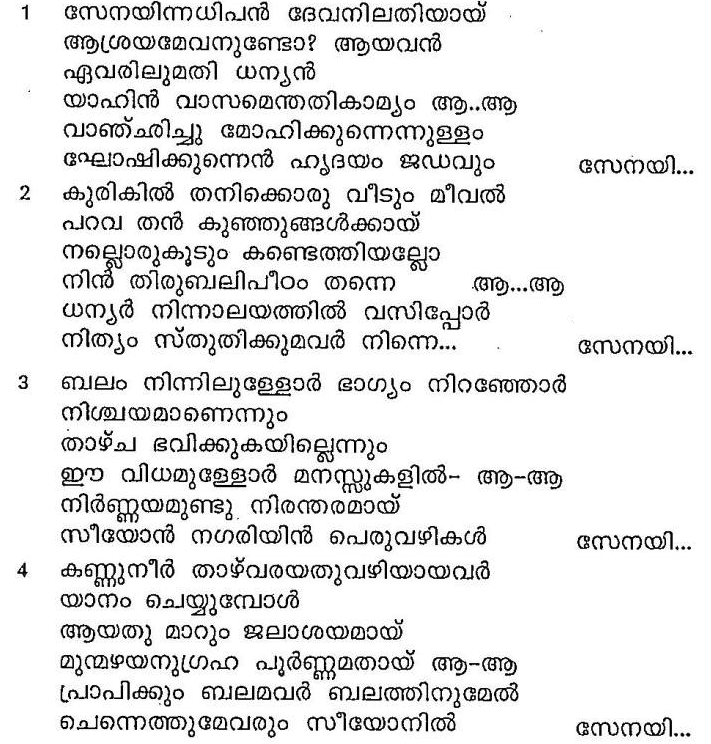 1 സേനയിന്നധിപൻ ദേവനിലതിയായ്
ആശ്രയമേവനുണ്ടോ? ആയവൻ
ഏവരിലുമതി ധന്യൻ
യാഹിൻ വാസമെന്തതികാമ്യം ആ..ആ
വാഞ്ഛിച്ചു മോഹിക്കുന്നെന്നുള്ളം
ഘോഷിക്കുന്നെൻ ഹൃദയം ജഡവും സേനയി...
2 കുരികിൽ തനിക്കൊരു വീടും മീവൽ
പറവ തൻ കുഞ്ഞുങ്ങൾക്കായ്
നല്ലൊരുകൂടും കണ്ടെത്തിയല്ലോ
നിൻ തിരുബലിപീഠം തന്നെ ആ...ആ
ധന്യർ നിന്നാലയത്തിൽ വസിപ്പോർ
നിത്യം സ്തുതിക്കുമവർ നിന്നെ... സേനയി...
3 ബലം നിന്നിലുള്ളോർ ഭാഗ്യം നിറഞ്ഞോർ
നിശ്ചയമാണെന്നും
താഴ്ച ഭവിക്കുകയില്ലെന്നും
ഈ വിധമുള്ളോർ മനസ്സുകളിൽ- ആ-ആ
നിർണ്ണയമുണ്ടു നിരന്തരമായ്
സീയോൻ നഗരിയിൻ പെരുവഴികൾ സേനയി...
4 കണ്ണുനീർ താഴ്വരയതുവഴിയായവർ
യാനം ചെയ്യുമ്പോൾ
ആയതു മാറും ജലാശയമായ്
മുന്മഴയനുഗ്രഹ പൂർണ്ണമതായ് ആ-ആ
പ്രാപിക്കും ബലമവർ ബലത്തിനുമേൽ
ചെന്നെത്തുമേവരും സീയോനിൽ സേനയി...